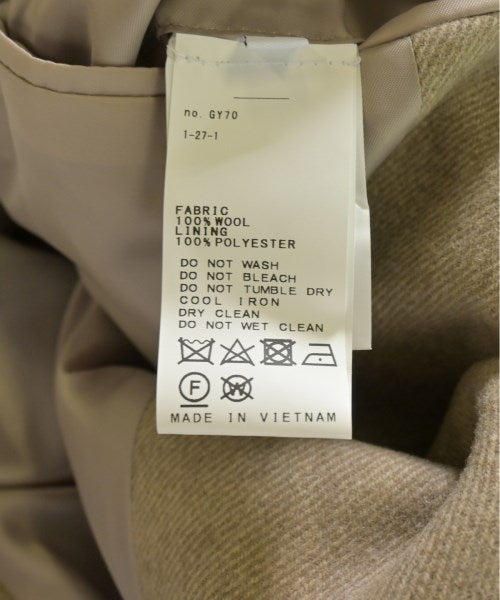 no. GY70
1-27-1
FABRIC
100% WOOL
LINING
100% POLYESTER
DO NOT WASH
DO NOT BLEACH
DO NOT TUMBLE DRY
COOL IRON
DRY CLEAN
DO NOT WET CLEAN
F W
MADE IN VIETNAM